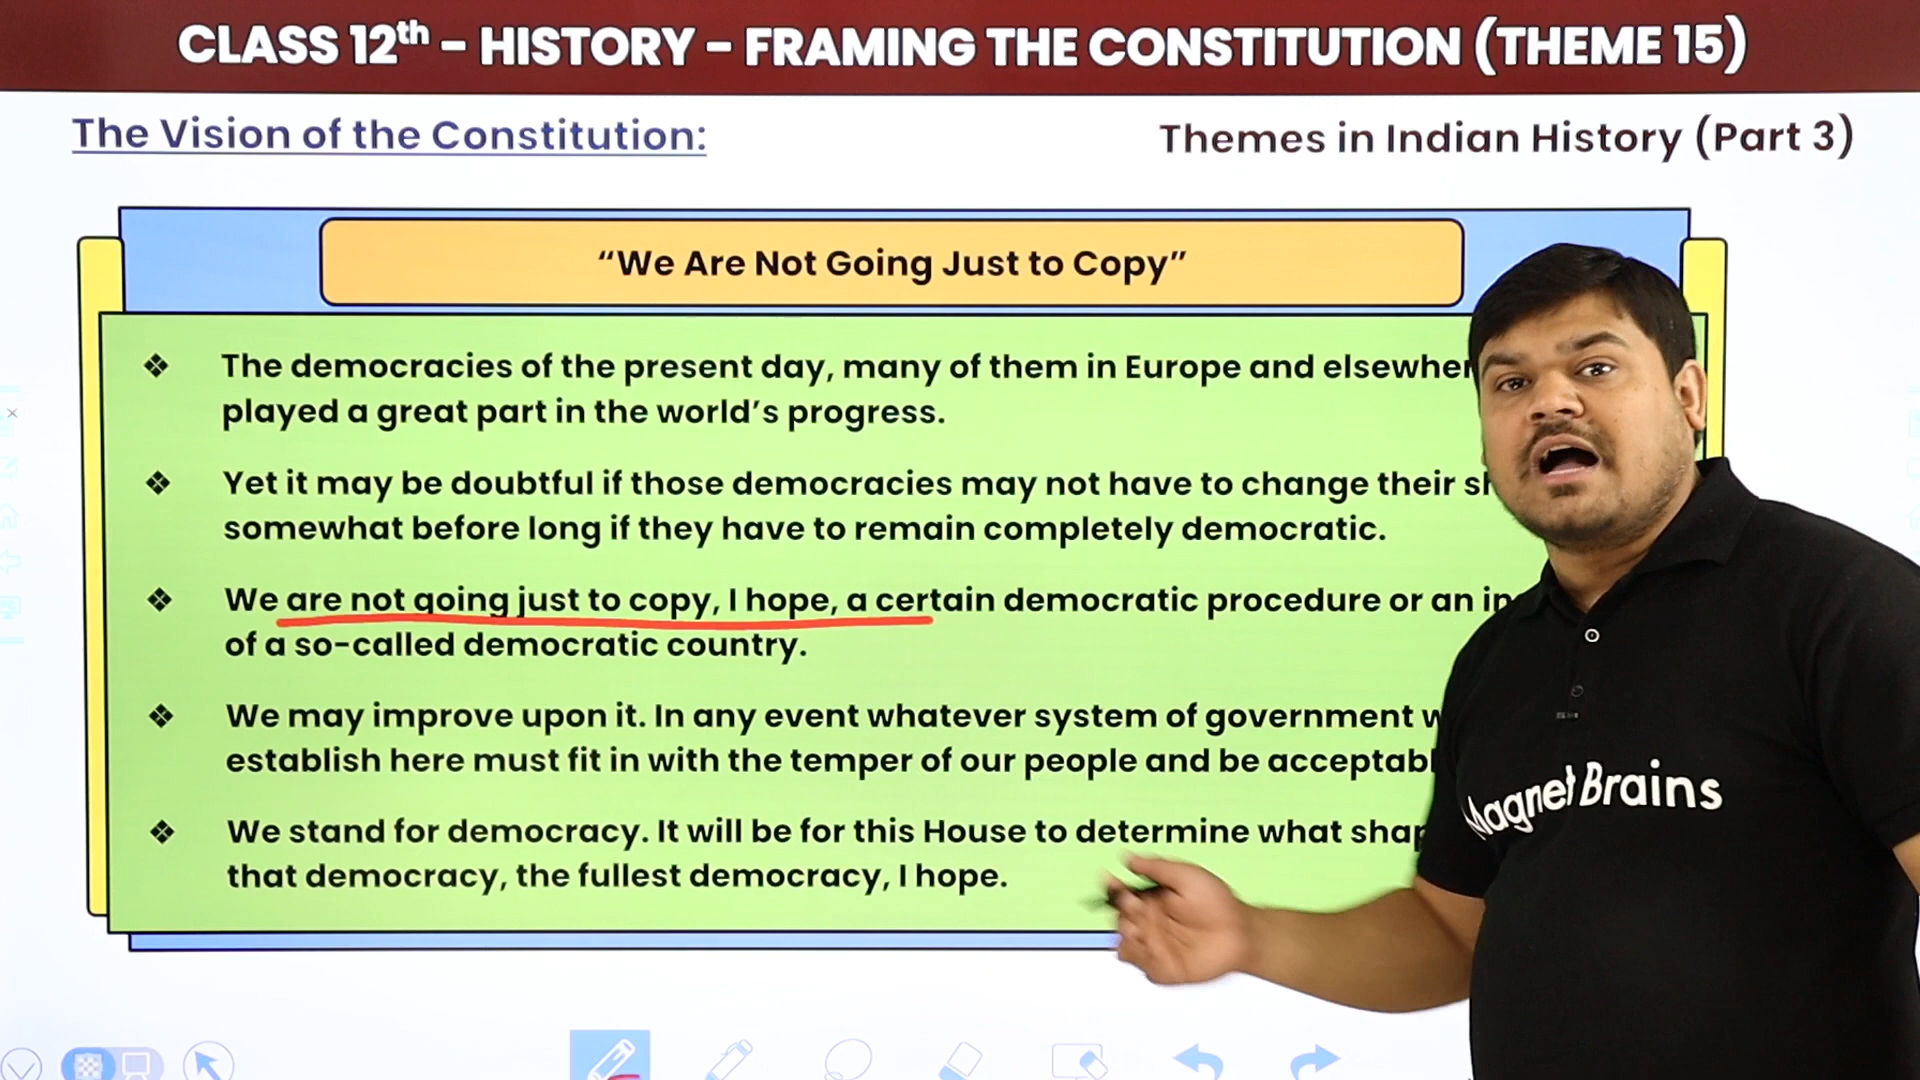 CLASS 12th – HISTORY – FRAMING THE CONSTITUTION (THEME 15)
The Vision of the Constitution:
Themes in Indian History (Part 3)
“We Are Not Going Just to Copy”
❖ The democracies of the present day, many of them in Europe and
played a great part in the world’s progress.
❖ Yet it may be doubtful if those democracies may not have to change their
somewhat before long if they have to remain completely democratic.
❖ We are not going just to copy, I hope, a certain democratic procedure or an
of a so-called democratic country.
❖ We may improve upon it. In any event whatever system of government
establish here must fit in with the temper of our people and be
❖ We stand for democracy. It will be for this House to determine what
that democracy, the fullest democracy, I hope.
Magnet Brains